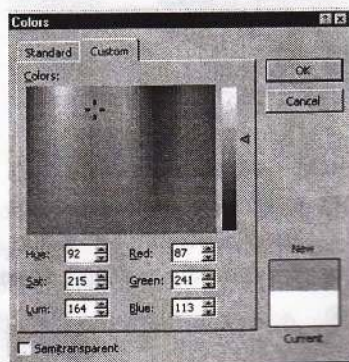 Colors
Standard Custom
Colors:
OK
Cancel
Hue: 92 Red: 87
Sat: 215 Green: 241
Lum: 164 Blue: 113
New
Current
Semitransparent